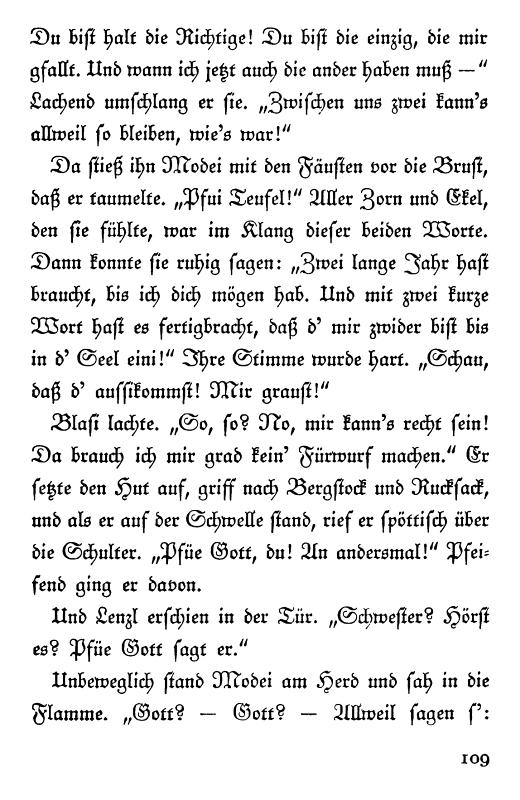 Du bist halt die Richtige! Du bist die einzig, die mir
gfallt. Und wann ich jetzt auch die ander haben muß —“
Lachend umschlang er sie. „Zwischen uns zwei kann’s
allweil so bleiben, wie’s war!“
Da stieß ihn Modei mit den Fäusten vor die Brust,
daß er taumelte. „Pfui Teufel!“ Aller Zorn und Ekel,
den sie fühlte, war im Klang dieser beiden Worte.
Dann konnte sie ruhig sagen: „Zwei lange Jahr hast
braucht, bis ich dich mögen hab. Und mit zwei kurze
Wort hast es fertigbracht, daß d’ mir zwider bist bis
in d’ Seel eini!“ Ihre Stimme wurde hart. „Schau,
daß d’ aussikommst! Mir graust!“
Blasi lachte. „So, so? No, mir kann’s recht sein!
Da brauch ich mir grad kein’ Fürwurf machen.“ Er
setzte den Hut auf, griff nach Bergstock und Rucksack,
und als er auf der Schwelle stand, rief er spöttisch über
die Schulter. „Pfüe Gott, du! An andersmal!“ Pfei-
fend ging er davon.
Und Lenzl erschien in der Tür. „Schwester? Hörst
es? Pfüe Gott sagt er.“
Unbeweglich stand Modei am Herd und sah in die
Flamme. „Gott? — Gott? — Allweil sagen s’:
109